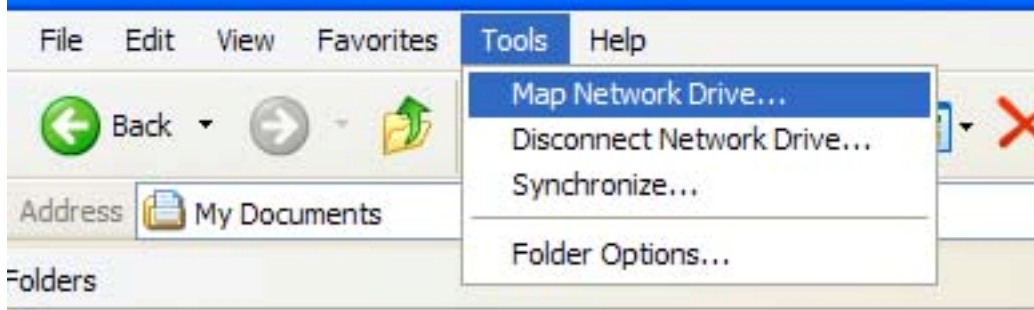 File Edit View Favorites Tools Help
Map Network Drive...
Disconnect Network Drive...
Synchronize...
Folder Options...
Back
Address My Documents
Folders